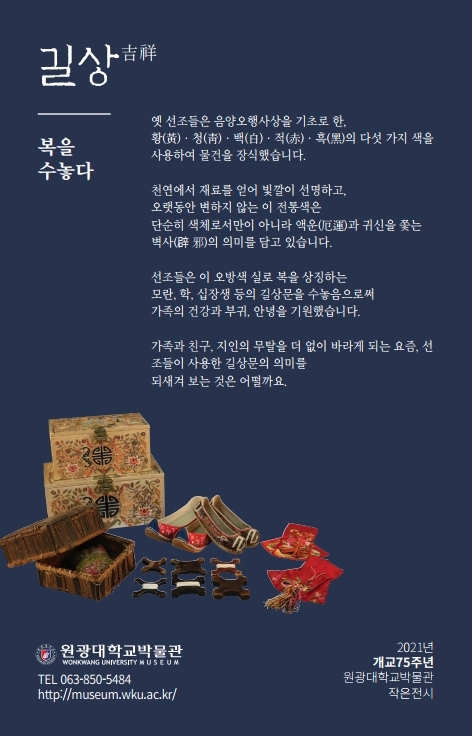 길상 吉祥
복을
수놓다
옛 선조들은 음양오행사상을 기초로 한,
황(黃)·청(靑)·백(白)·적(赤)·흑(黑)의 다섯 가지 색을
사용하여 물건을 장식했습니다.
천연에서 재료를 얻어 빛깔이 선명하고,
오랫동안 변하지 않는 이 전통색은
단순히 색체로서만이 아니라 액운(厄運)과 귀신을 쫓는
벽사(辟 邪)의 의미를 담고 있습니다.
선조들은 이 오방색 실로 복을 상징하는
모란, 학, 십장생 등의 길상문을 수놓음으로써
가족의 건강과 부귀, 안녕을 기원했습니다.
가족과 친구, 지인의 무탈을 더 없이 바라게 되는 요즘, 선
조들이 사용한 길상문의 의미를
되새겨 보는 것은 어떨까요.
원광대학교박물관
WONKWANG UNIVERSITY MUSEUM
TEL 063-850-5484
http://museum.wku.ac.kr/
2021년
개교75주년
원광대학교박물관
작은전시